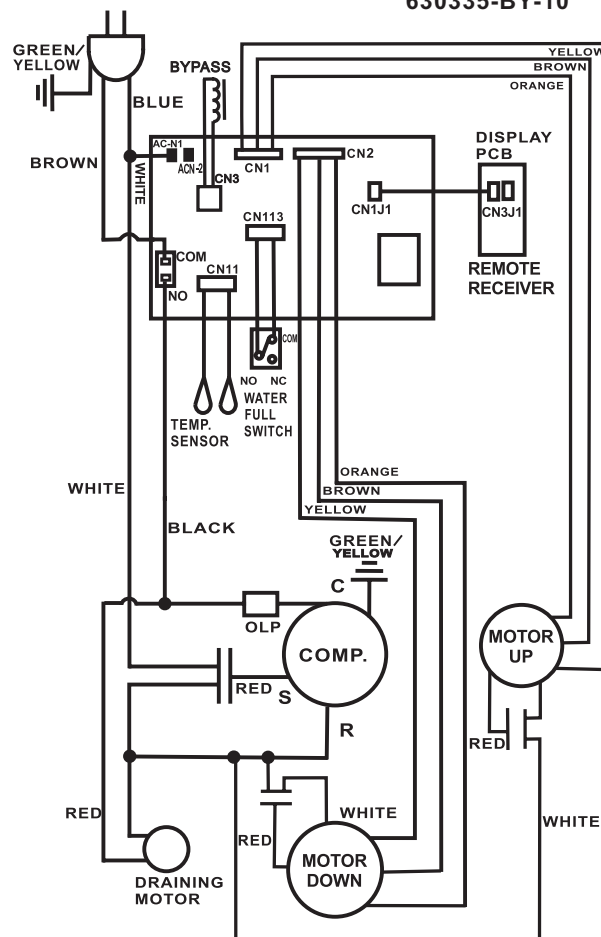 630335-BY-10
GREEN/
YELLOW
BLUE
BYPASS
YELLOW
BROWN
ORANGE
BROWN
WHITE
AC-N1
ACN-2
CN3
CN1
CN2
DISPLAY
PCB
CN1J1
CN3J1
REMOTE
RECEIVER
CN113
COM
NO
CN11
COM
NO NC
WATER
FULL
SWITCH
TEMP.
SENSOR
ORANGE
BROWN
YELLOW
WHITE
BLACK
GREEN/
YELLOW
C
OLP
COMP.
MOTOR
UP
RED
S
R
RED
RED
RED
WHITE
WHITE
MOTOR
DOWN
DRAINING
MOTOR